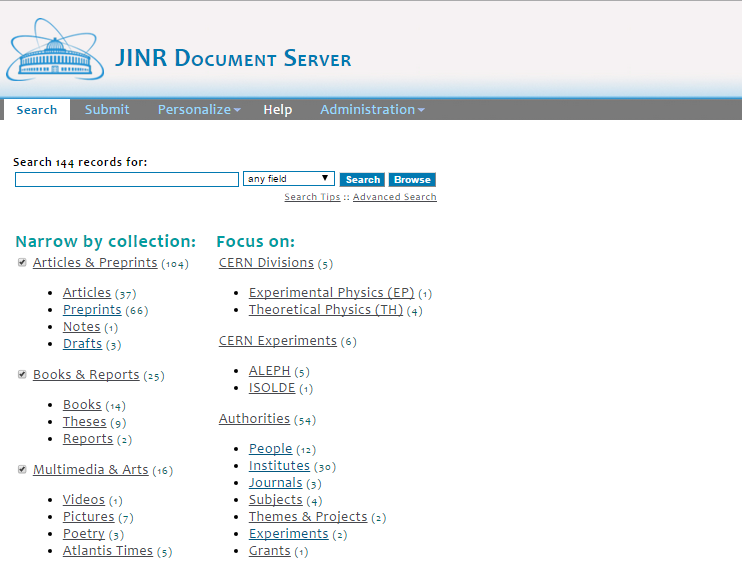 JINR Document Server
Search Submit Personalize Help Administration
Search 144 records for:
any field Search Browse
Search Tips :: Advanced Search
Narrow by collection:
Articles & Preprints (104)
Articles (37)
Preprints (66)
Notes (1)
Drafts (3)
Books & Reports (25)
Books (14)
Theses (9)
Reports (2)
Multimedia & Arts (16)
Videos (1)
Pictures (7)
Poetry (3)
Atlantis Times (5)
Focus on:
CERN Divisions (5)
Experimental Physics (EP) (1)
Theoretical Physics (TH) (4)
CERN Experiments (6)
ALEPH (5)
ISOLDE (1)
Authorities (54)
People (12)
Institutes (30)
Journals (3)
Subjects (4)
Themes & Projects (2)
Experiments (2)
Grants (1)